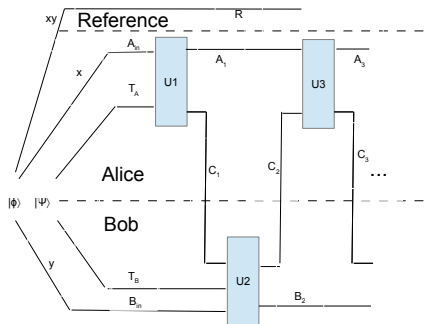 xy Reference R
x A_in U1 A_1 U3 A_3
T_A
C_1 C_2 C_3
Alice ...
|ϕ⟩ |Ψ⟩
Bob
y T_B U2
B_in B_2